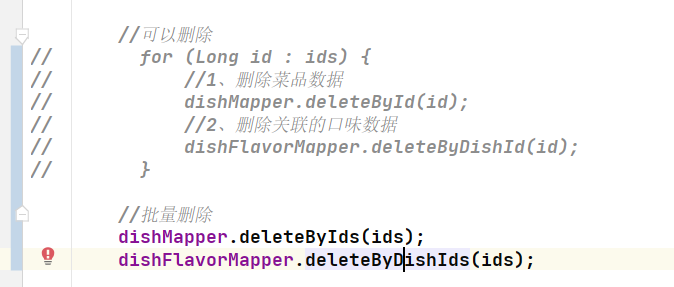 //可以删除
//        for (Long id : ids) {
//            //1、删除菜品数据
//            dishMapper.deleteById(id);
//            //2、删除关联的口味数据
//            dishFlavorMapper.deleteByDishId(id);
//        }
//批量删除
dishMapper.deleteByIds(ids);
dishFlavorMapper.deleteByDishIds(ids);